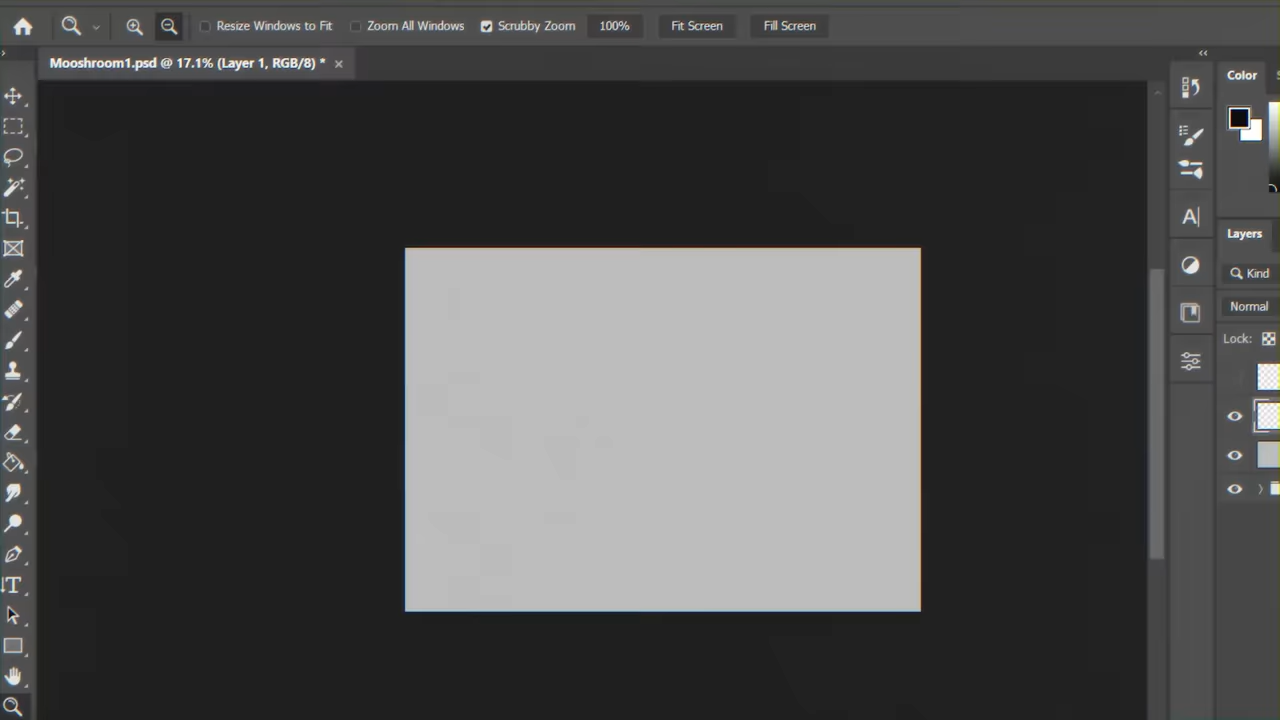 Resize Windows to Fit Zoom All Windows Scrubby Zoom 100% Fit Screen Fill Screen
Mooshroom1.psd @ 17.1% (Layer 1, RGB/8) * ×
Color
Layers
Kind
Normal
Lock: